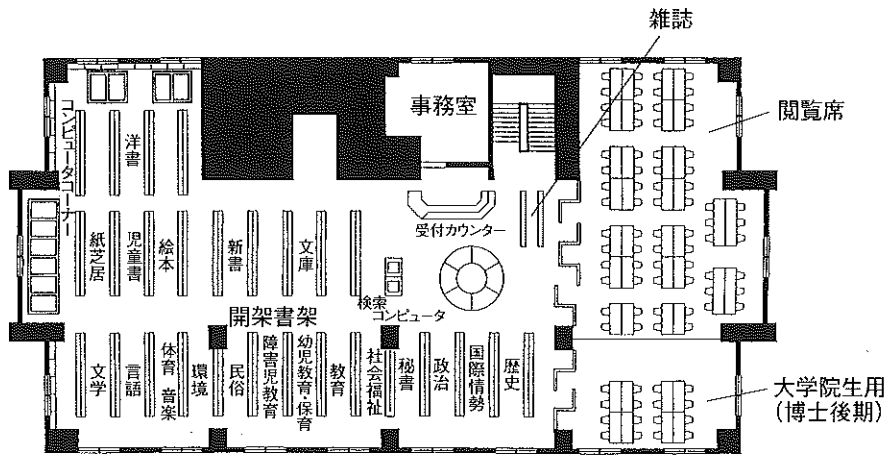 雑誌
事務室
閲覧席
コンピュータコーナー
洋書
受付カウンター
紙芝居
児童書
絵本
新書
文庫
検索
コンピュータ
開架書架
文学
言語
体育・音楽
環境
民俗
障害児教育
幼児教育・保育
教育
社会福祉
秘書
政治
国際情勢
歴史
大学院生用
(博士後期)